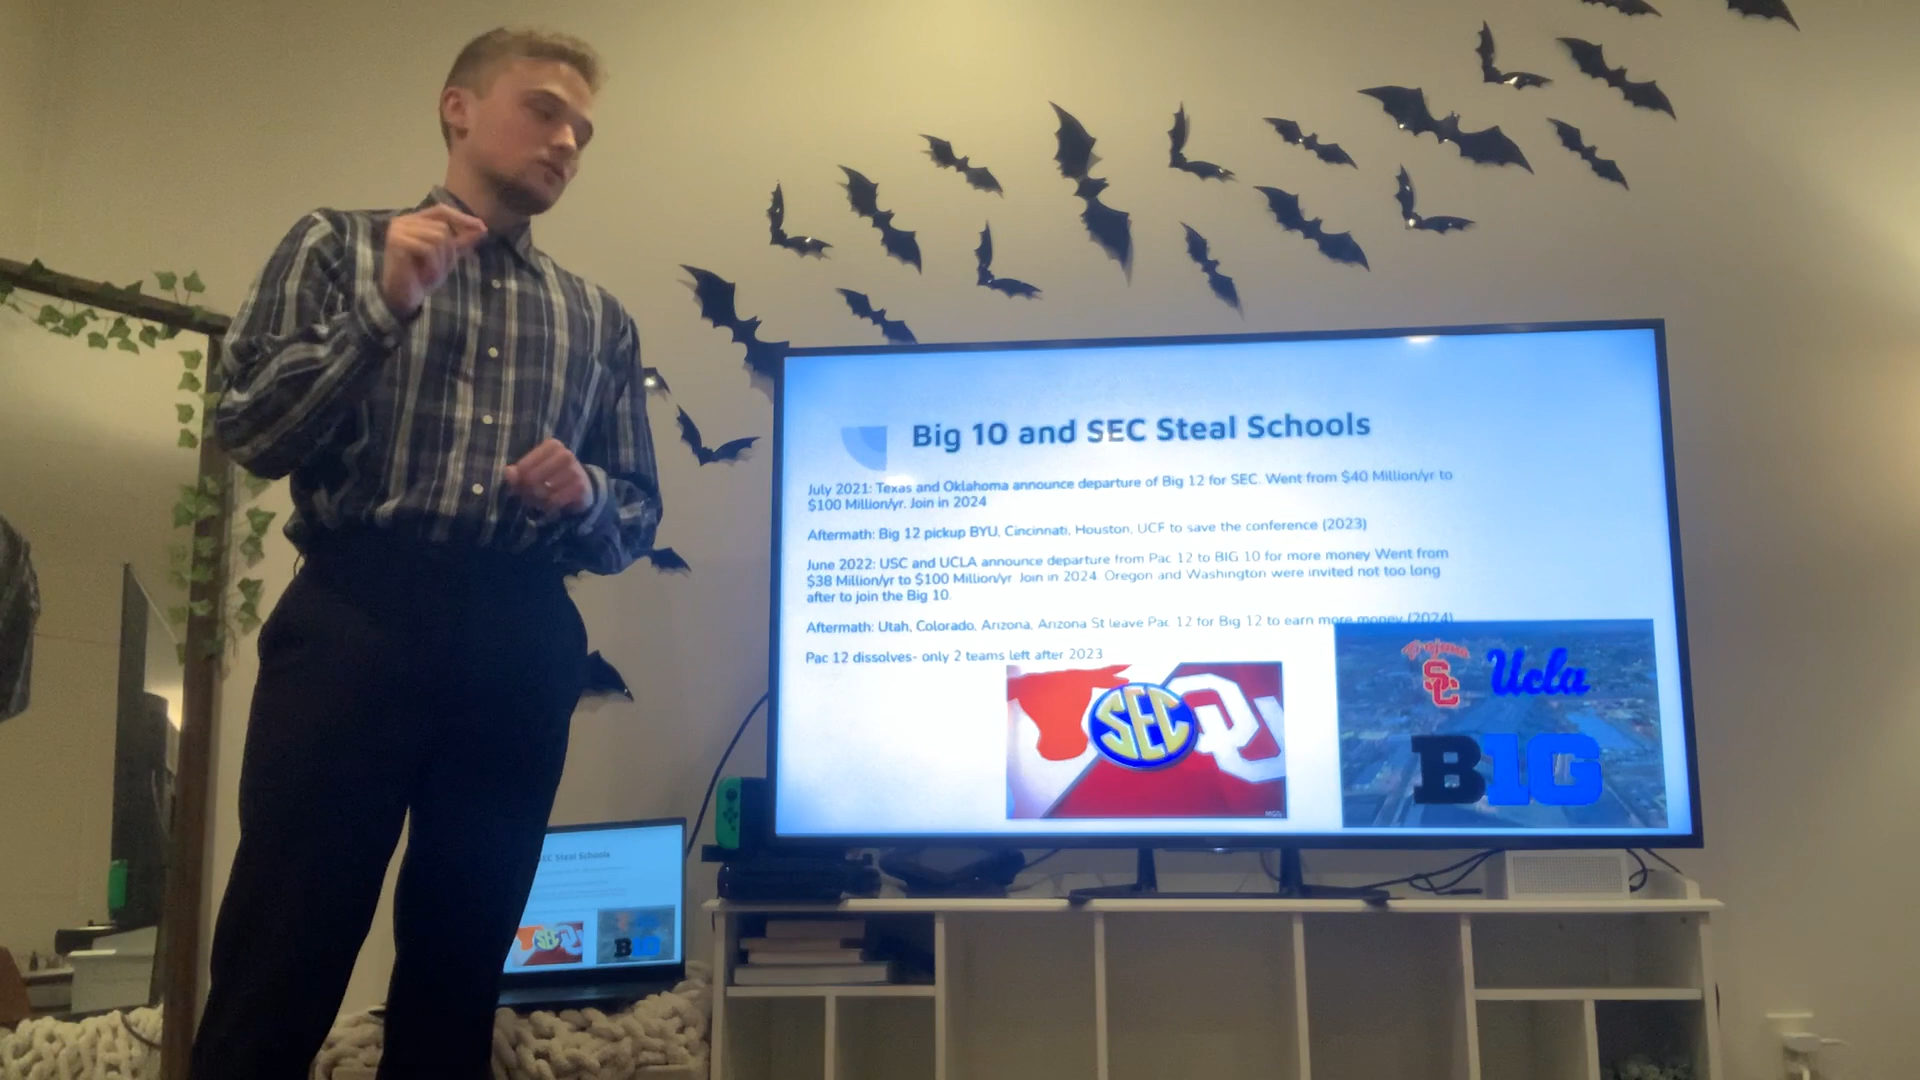 Big 10 and SEC Steal Schools
July 2021: Texas and Oklahoma announce departure of Big 12 for SEC. Went from $40 Million/yr to
$100 Million/yr. Join in 2024
Aftermath: Big 12 pickup BYU, Cincinnati, Houston, UCF to save the conference (2023)
June 2022: USC and UCLA announce departure from Pac 12 to BIG 10 for more money Went from
$38 Million/yr to $100 Million/yr Join in 2024 Oregon and Washington were invited not too long
after to join the Big 10.
Aftermath: Utah, Colorado, Arizona, Arizona St leave Pac 12 for Big 12 to earn more money (2024)
Pac 12 dissolves- only 2 teams left after 2023
Trojans
SC
Ucla
SEC
OU
B1G
EC Steal Schools
SEC
B1G